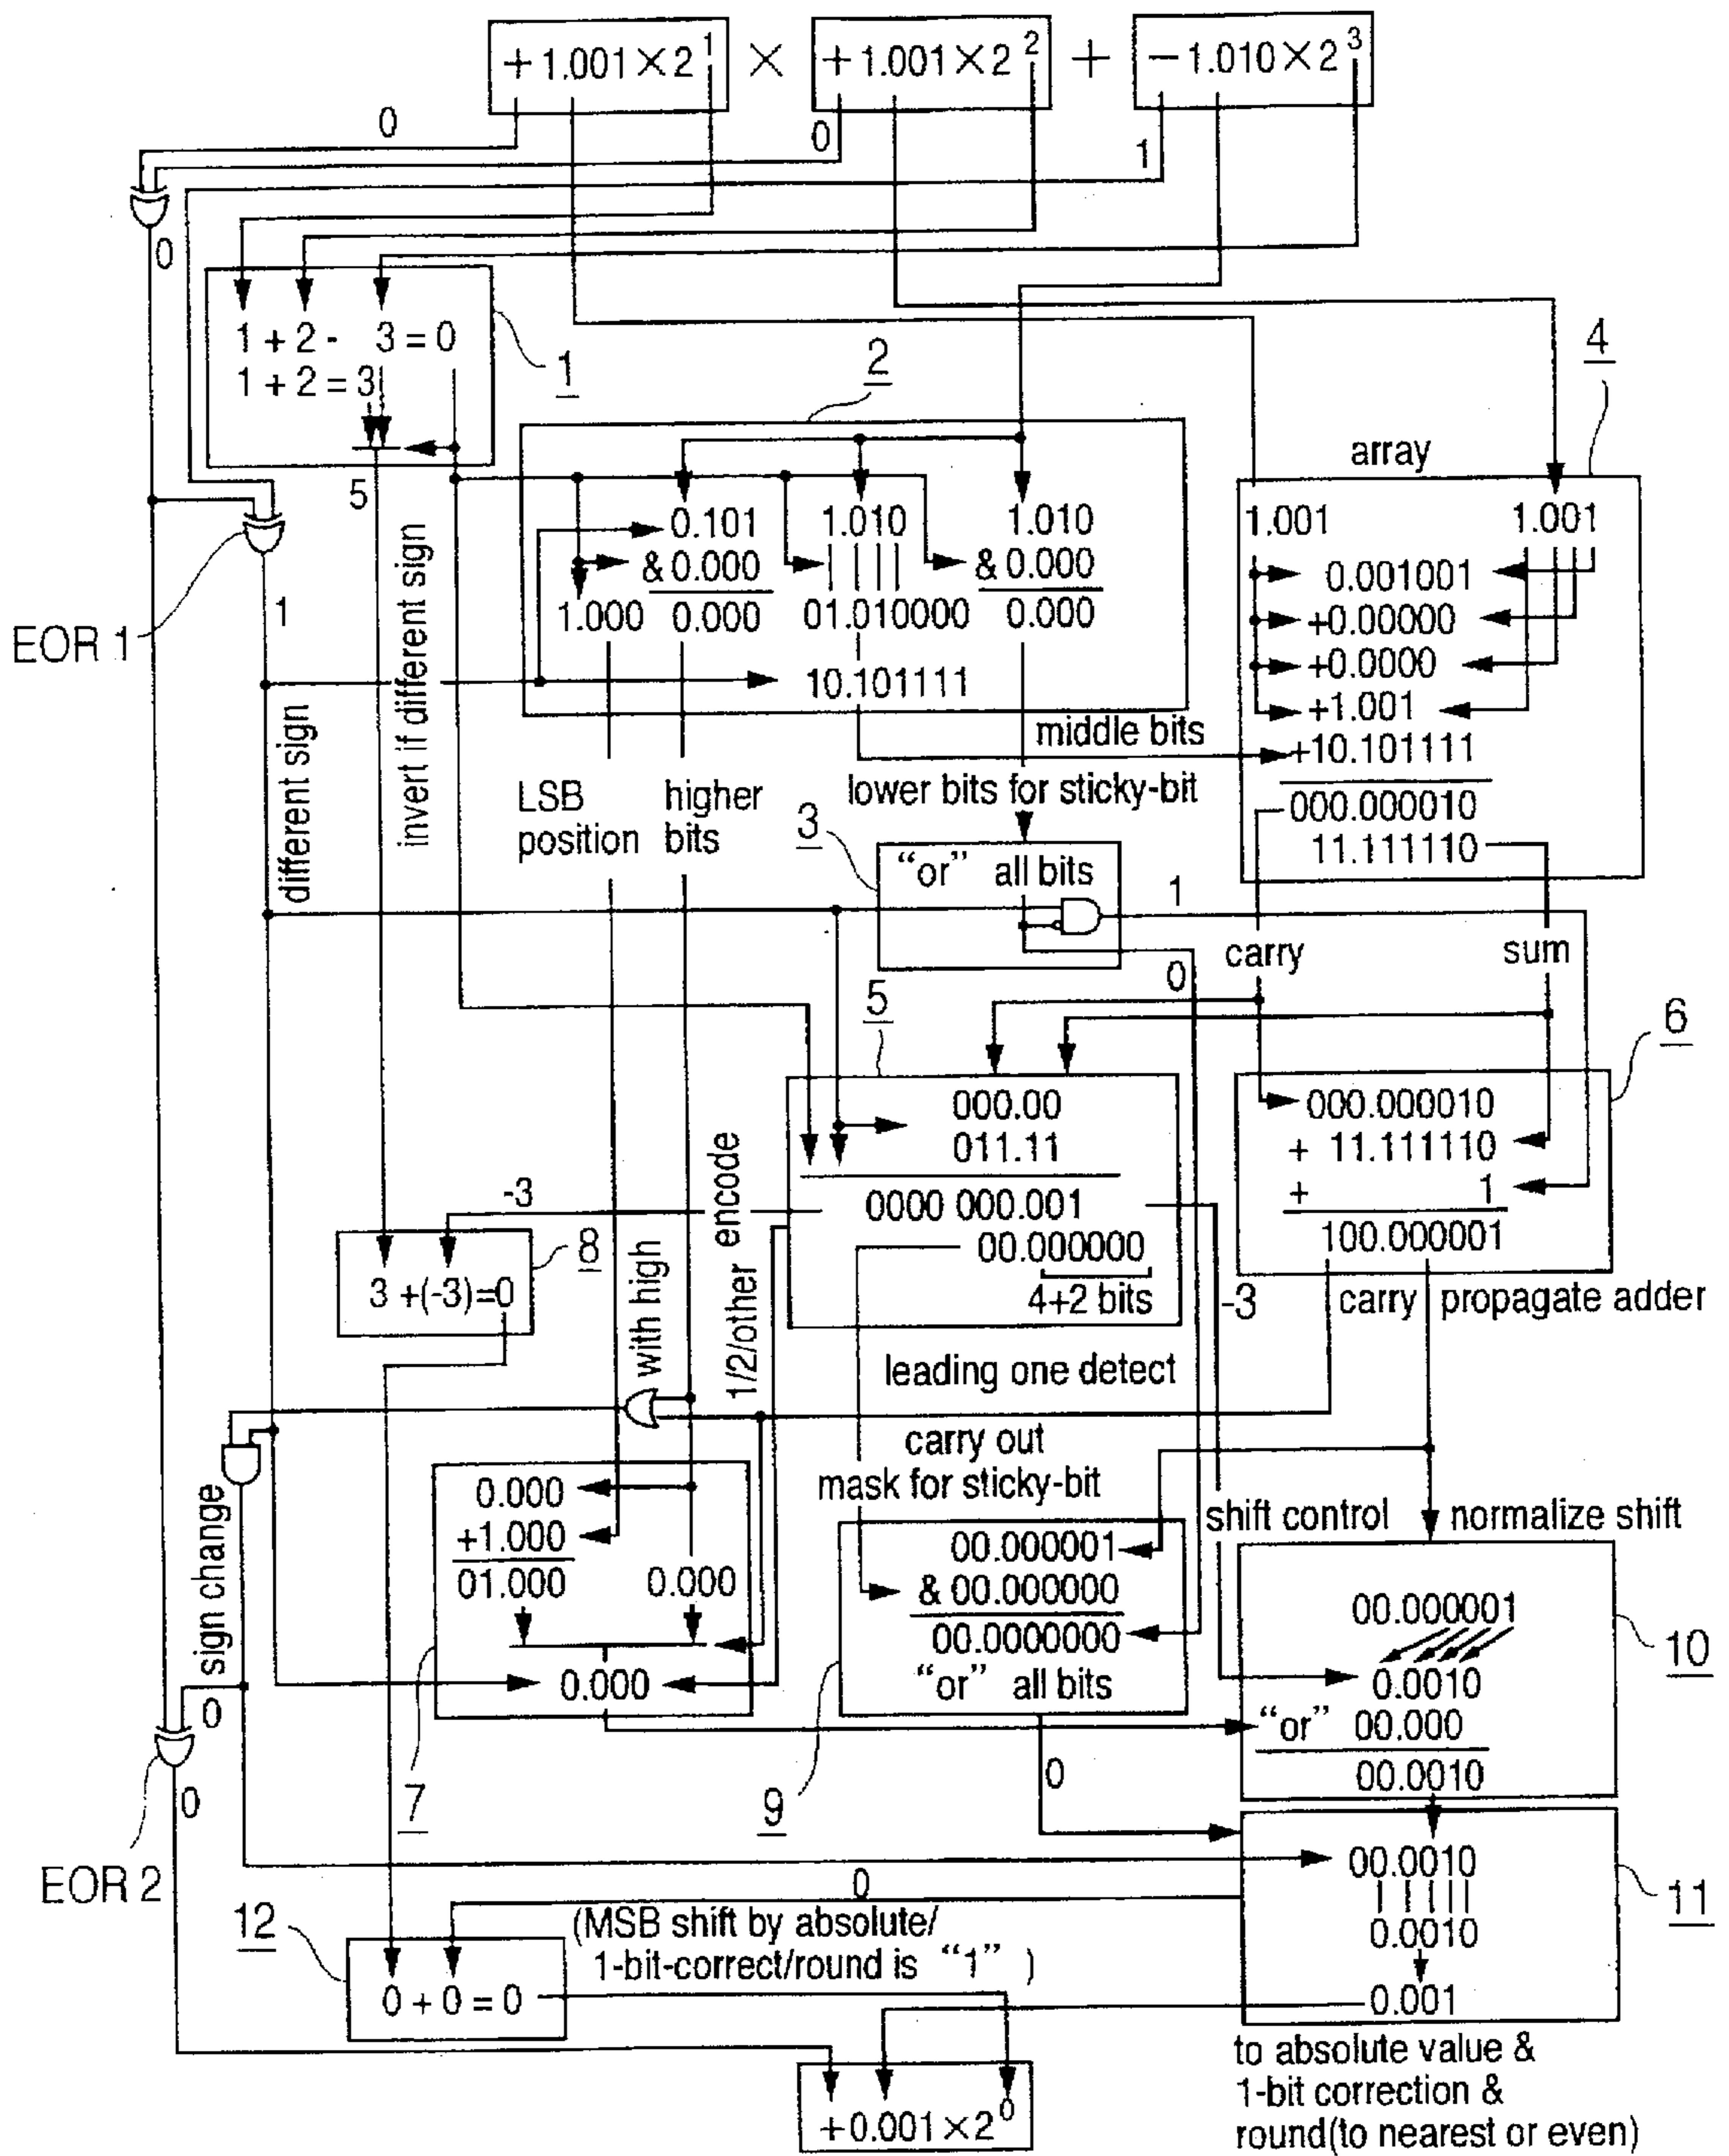 +1.001×2^1 × +1.001×2^2 + -1.010×2^3
0
0
1
0
1+2- 3=0
1+2=3
1
2
4
array
5
EOR 1
1
different sign
invert if different sign
0.101
&0.000
0.000
1.000
1.010
01.010000
10.101111
1.010
&0.000
0.000
1.001
1.001
0.001001
+0.00000
+0.0000
+1.001
+10.101111
000.000010
11.111110
middle bits
LSB
position
higher
bits
lower bits for sticky-bit
3
"or" all bits
1
0
carry
sum
5
6
000.00
011.11
0000 000.001
00.000000
4+2 bits
000.000010
+ 11.111110
+ 1
100.000001
-3
8
3+(-3)=0
with high
1/2/other encode
-3
carry propagate adder
leading one detect
carry out
mask for sticky-bit
shift control
normalize shift
sign change
0.000
+1.000
01.000
0.000
0.000
00.000001
& 00.000000
00.0000000
"or" all bits
00.000001
0.0010
"or" 00.000
00.0010
10
0
0
7
9
0
EOR 2
0
00.0010
0.0010
0.001
11
12
(MSB shift by absolute/
1-bit-correct/round is "1" )
0+0=0
to absolute value &
1-bit correction &
round(to nearest or even)
+0.001×2^0